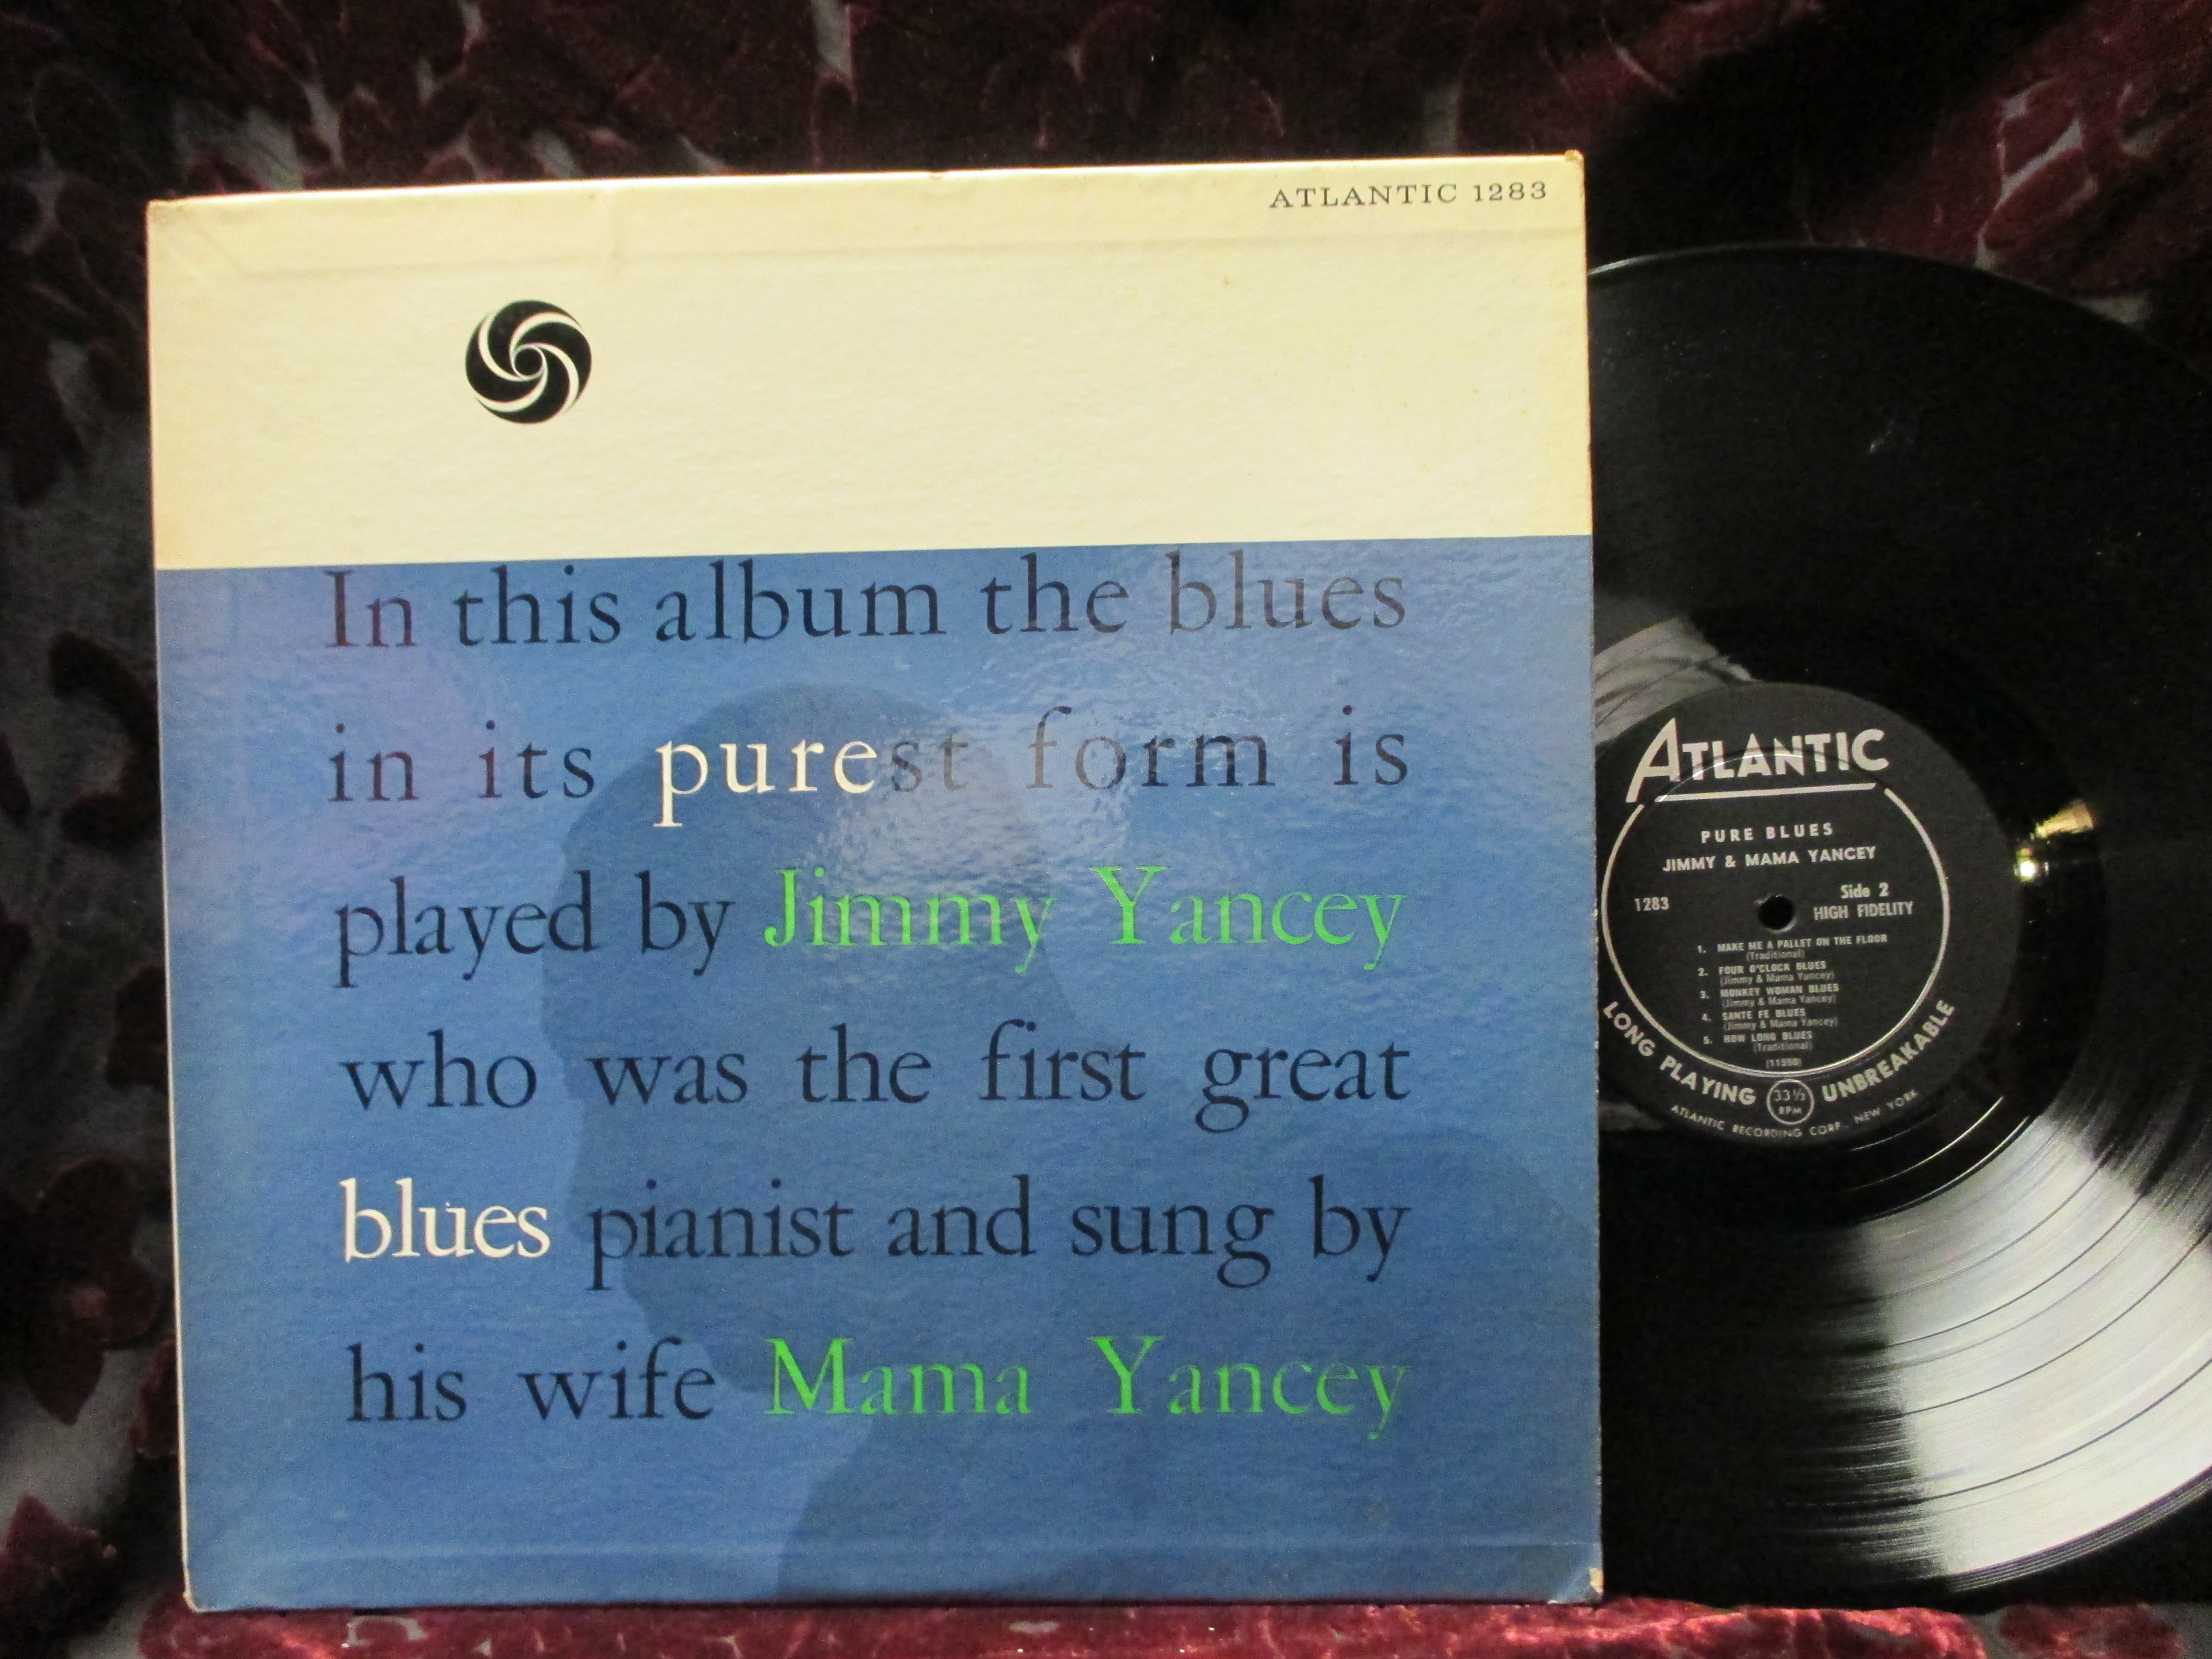 ATLANTIC 1283
In this album the blues
in its purest form is
played by Jimmy Yancey
who was the first great
blues pianist and sung by
his wife Mama Yancey
ATLANTIC
PURE BLUES
JIMMY & MAMA YANCEY
1283
Side 2
HIGH FIDELITY
1. MAKE ME A PALLET ON THE FLOOR
(Traditional)
2. FOUR O'CLOCK BLUES
(Jimmy & Mama Yancey)
3. MONKEY WOMAN BLUES
(Jimmy & Mama Yancey)
4. SANTE FE BLUES
(Jimmy & Mama Yancey)
5. HOW LONG BLUES
(Traditional)
(11550)
LONG PLAYING 33⅓ RPM UNBREAKABLE
ATLANTIC RECORDING CORP., NEW YORK